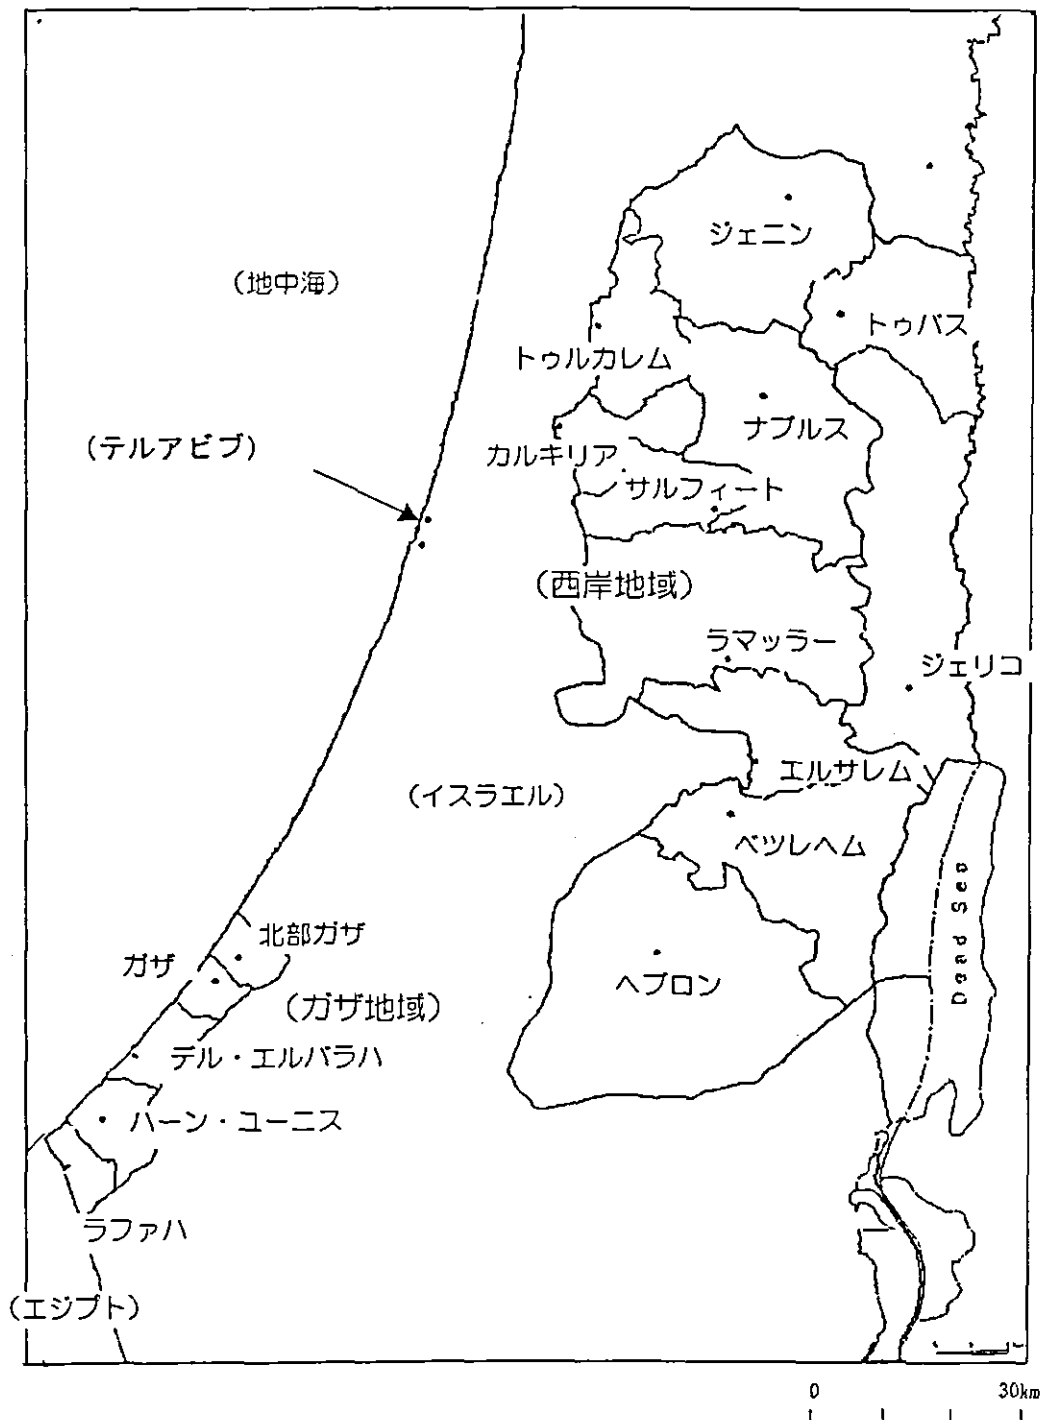 ジェニン
(地中海)
トゥバス
トゥルカレム
ナブルス
(テルアビブ)
カルキリア
サルフィート
(西岸地域)
ラマッラー
ジェリコ
エルサレム
(イスラエル)
ベツレヘム
Dead Sea
北部ガザ
ガザ
ヘブロン
(ガザ地域)
デル・エルバラハ
ハーン・ユーニス
ラファハ
(エジプト)
0 30km